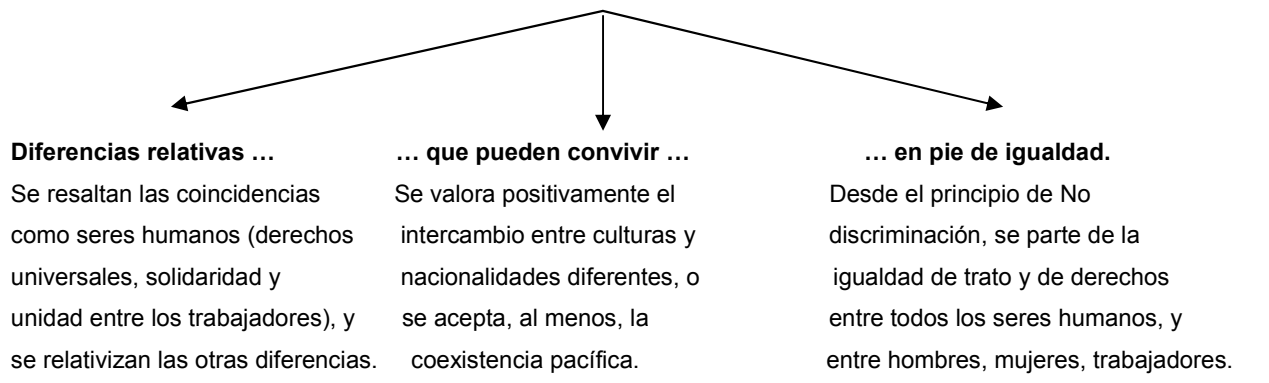 Diferencias relativas …
Se resaltan las coincidencias
como seres humanos (derechos
universales, solidaridad y
unidad entre los trabajadores), y
se relativizan las otras diferencias.
… que pueden convivir …
Se valora positivamente el
intercambio entre culturas y
nacionalidades diferentes, o
se acepta, al menos, la
coexistencia pacífica.
… en pie de igualdad.
Desde el principio de No
discriminación, se parte de la
igualdad de trato y de derechos
entre todos los seres humanos, y
entre hombres, mujeres, trabajadores.